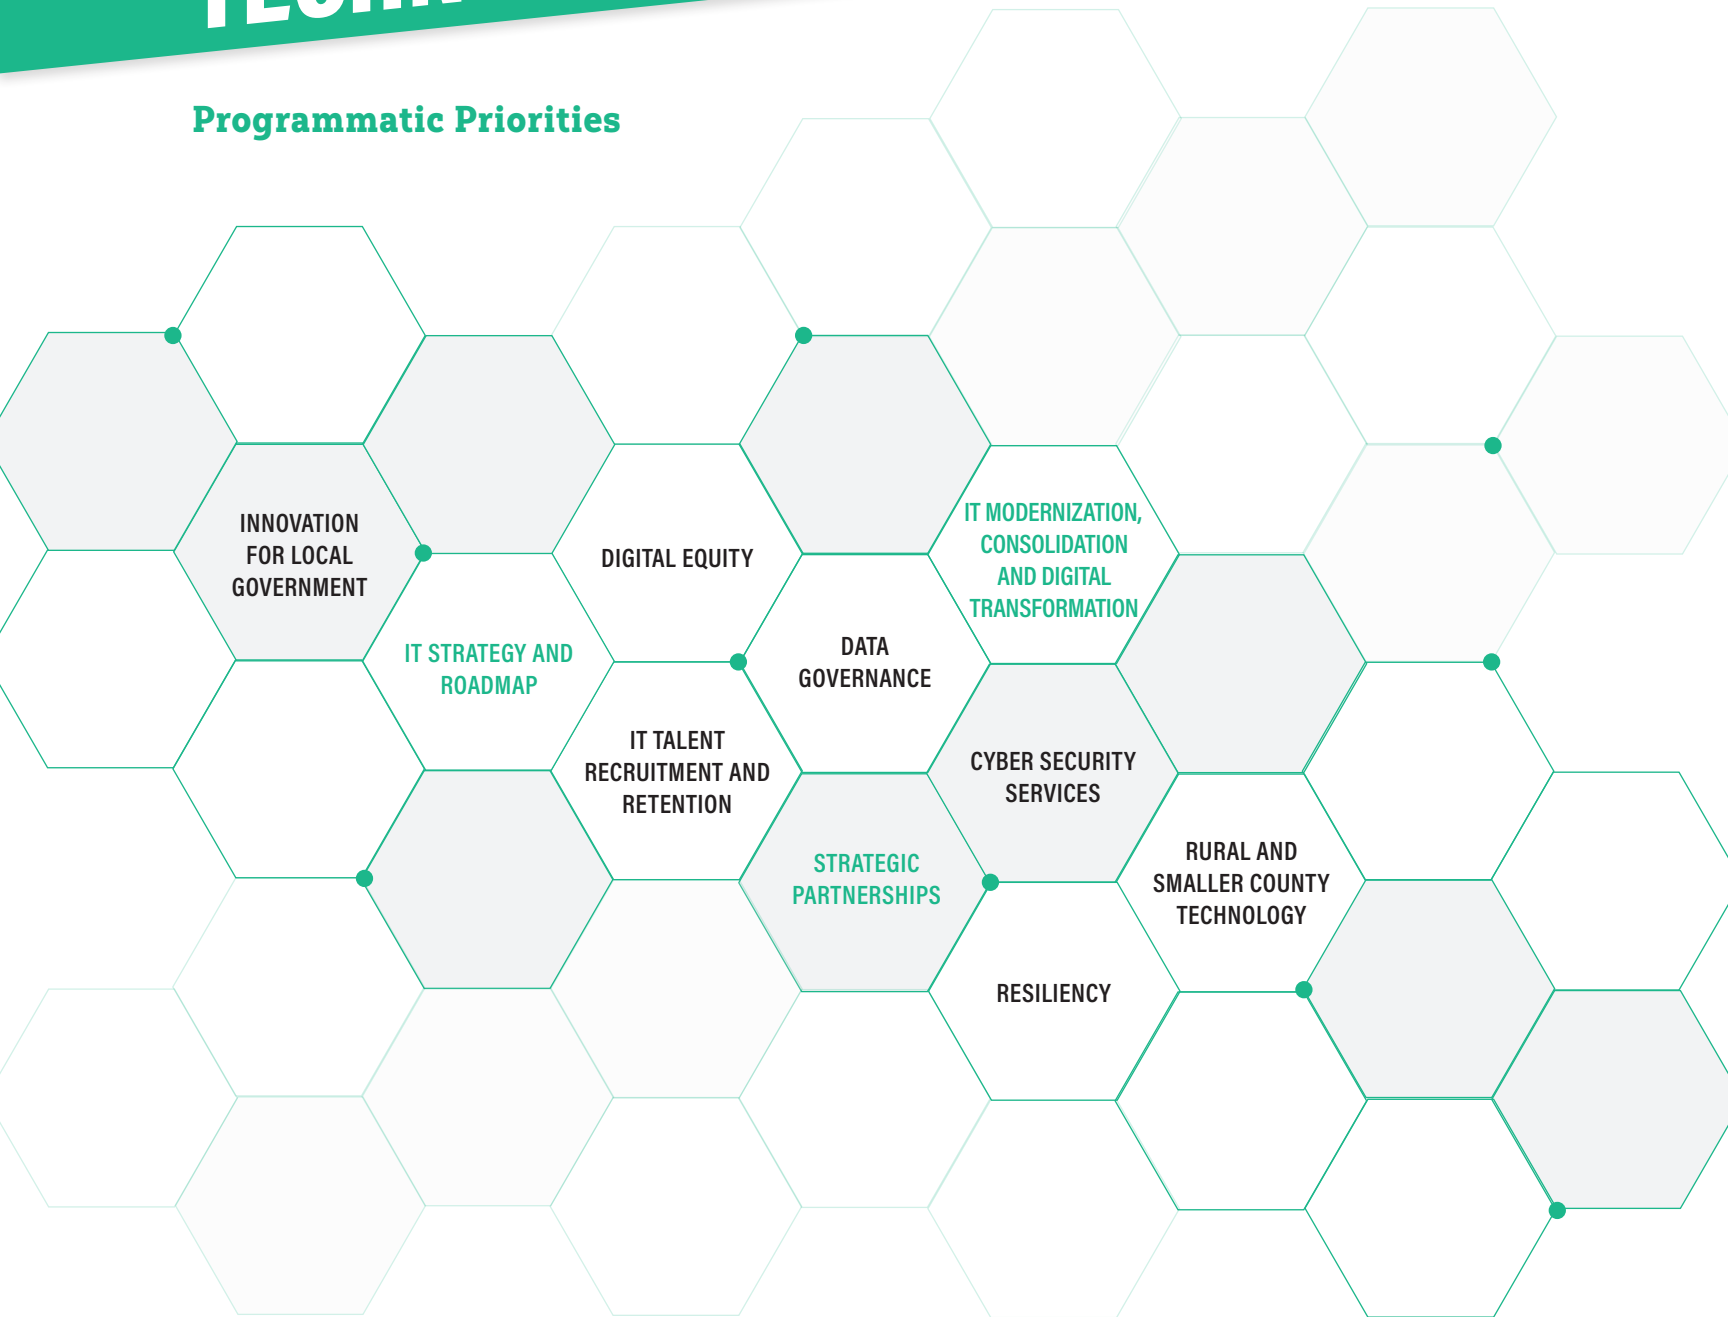 Programmatic Priorities
INNOVATION
FOR LOCAL
GOVERNMENT
IT STRATEGY AND
ROADMAP
DIGITAL EQUITY
IT TALENT
RECRUITMENT AND
RETENTION
DATA
GOVERNANCE
STRATEGIC
PARTNERSHIPS
IT MODERNIZATION,
CONSOLIDATION
AND DIGITAL
TRANSFORMATION
CYBER SECURITY
SERVICES
RESILIENCY
RURAL AND
SMALLER COUNTY
TECHNOLOGY